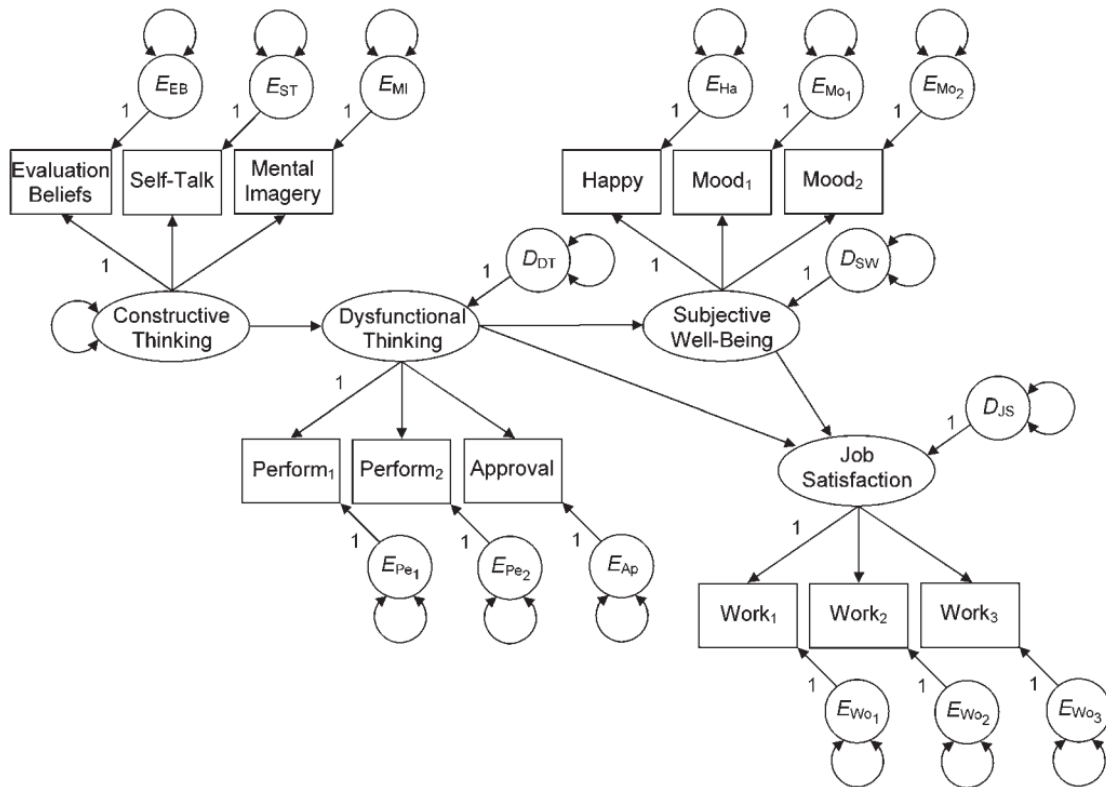 E_EB
E_ST
E_MI
E_Ha
E_Mo₁
E_Mo₂
1
1
1
1
1
1
Evaluation
Beliefs
Self-Talk
Mental
Imagery
Happy
Mood₁
Mood₂
1
D_DT
1
1
D_SW
1
Constructive
Thinking
Dysfunctional
Thinking
Subjective
Well-Being
1
D_JS
1
Perform₁
Perform₂
Approval
Job
Satisfaction
1
1
1
1
E_Pe₁
E_Pe₂
E_Ap
Work₁
Work₂
Work₃
1
1
1
E_Wo₁
E_Wo₂
E_Wo₃